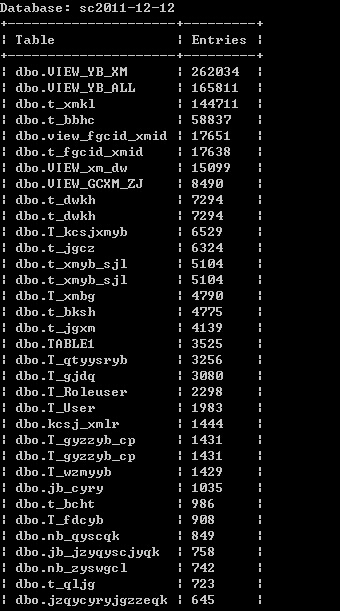 Database: sc2011-12-12
+----------------------+---------+
¦ Table ¦ Entries ¦
+----------------------+---------+
¦ dbo.VIEW_YB_XM ¦ 262034 ¦
¦ dbo.VIEW_YB_ALL ¦ 165811 ¦
¦ dbo.t_xmkl ¦ 144711 ¦
¦ dbo.t_bbhc ¦ 58837 ¦
¦ dbo.view_fgcid_xmid ¦ 17651 ¦
¦ dbo.t_fgcid_xmid ¦ 17638 ¦
¦ dbo.VIEW_xm_dw ¦ 15099 ¦
¦ dbo.VIEW_GCXM_ZJ ¦ 8490 ¦
¦ dbo.t_dwkh ¦ 7294 ¦
¦ dbo.t_dwkh ¦ 7294 ¦
¦ dbo.T_kcsjxmyb ¦ 6529 ¦
¦ dbo.t_jgcz ¦ 6324 ¦
¦ dbo.t_xmyb_sjl ¦ 5104 ¦
¦ dbo.t_xmyb_sjl ¦ 5104 ¦
¦ dbo.T_xmbg ¦ 4790 ¦
¦ dbo.t_bksh ¦ 4775 ¦
¦ dbo.t_jgxm ¦ 4139 ¦
¦ dbo.TABLE1 ¦ 3525 ¦
¦ dbo.T_qtyysryb ¦ 3256 ¦
¦ dbo.T_gjdq ¦ 3080 ¦
¦ dbo.T_Roleuser ¦ 2298 ¦
¦ dbo.T_User ¦ 1983 ¦
¦ dbo.kcsj_xmlr ¦ 1444 ¦
¦ dbo.T_gyzzyb_cp ¦ 1431 ¦
¦ dbo.T_gyzzyb_cp ¦ 1431 ¦
¦ dbo.T_wzmyyb ¦ 1429 ¦
¦ dbo.jb_cyry ¦ 1035 ¦
¦ dbo.t_bcht ¦ 986 ¦
¦ dbo.T_fdcyb ¦ 908 ¦
¦ dbo.nb_qyscqk ¦ 849 ¦
¦ dbo.jb_jzyqyscjyqk ¦ 758 ¦
¦ dbo.nb_zyswgcl ¦ 742 ¦
¦ dbo.t_qljg ¦ 723 ¦
¦ dbo.jzqycyryjgzzeqk ¦ 645 ¦